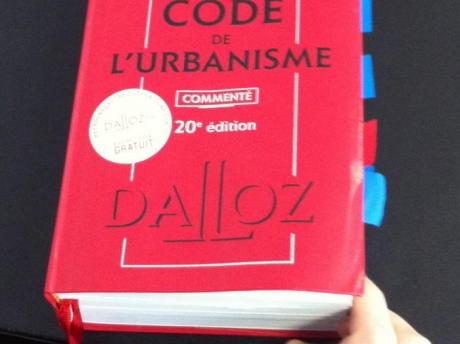 CODE
DE
L'URBANISME
COMMENTÉ
20e édition
DALLOZ
GRATUIT
DALLOZ